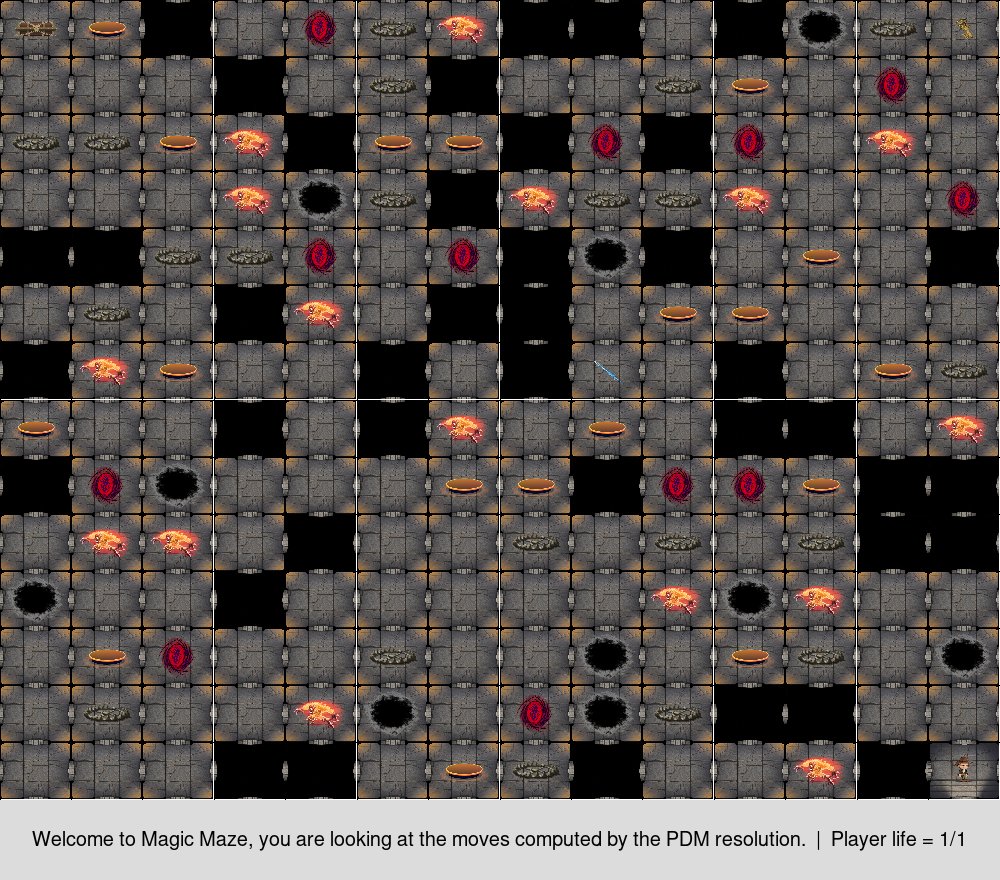 Welcome to Magic Maze, you are looking at the moves computed by the PDM resolution.  |  Player life = 1/1